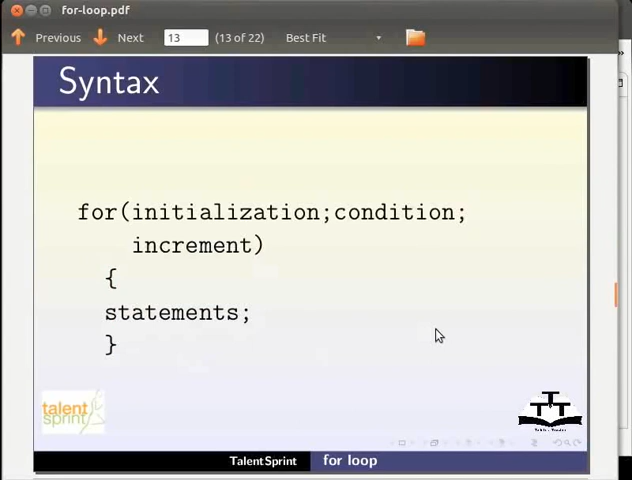 for-loop.pdf
Previous Next 13 (13 of 22) Best Fit
Syntax
for(initialization;condition;
increment)
{
statements;
}
talent
sprint
TTT
TalentSprint for loop